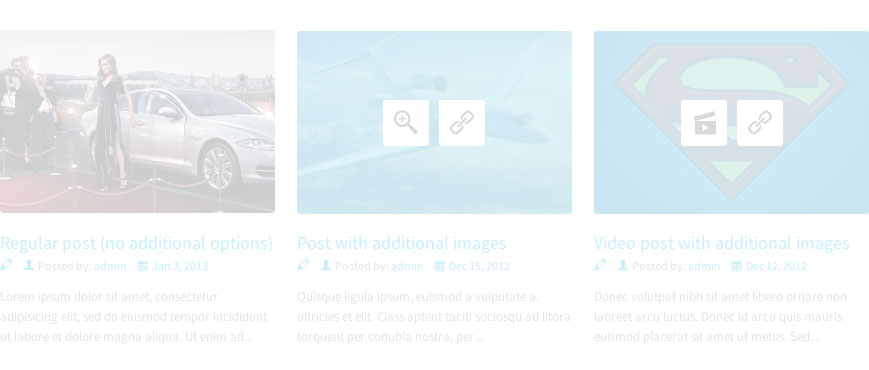 Regular post (no additional options)
Posted by: admin Jan 3, 2013
Lorem ipsum dolor sit amet, consectetur
adipisicing elit, sed do eiusmod tempor incididunt
ut labore et dolore magna aliqua. Ut enim ad...
Post with additional images
Posted by: admin Dec 15, 2012
Quisque ligula ipsum, euismod a vulputate a,
ultricies et elit. Class aptent taciti sociosqu ad litora
torquent per conubia nostra, per...
Video post with additional images
Posted by: admin Dec 12, 2012
Donec volutpat nibh sit amet libero ornare non
laoreet arcu luctus. Donec id arcu quis mauris
euismod placerat sit amet ut metus. Sed...